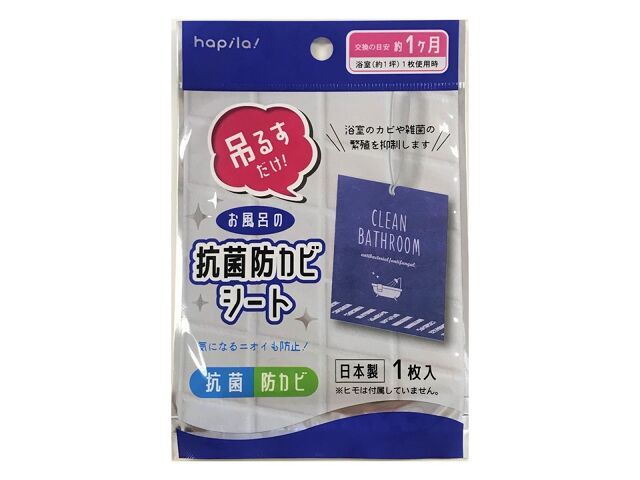 hapila!
交換の目安 約1ヶ月
浴室(約1坪)1枚使用時
吊るす
だけ!
浴室のカビや雑菌の
繁殖を抑制します
お風呂の
抗菌防カビ
シート
CLEAN
BATHROOM
antibacterial & antifungal.
気になるニオイも防止!
抗菌 防カビ
日本製 1枚入
※ヒモは付属していません。